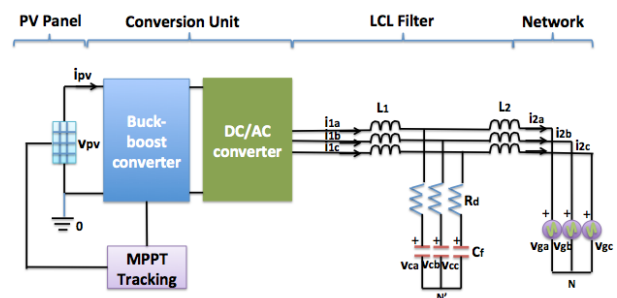 PV Panel Conversion Unit LCL Filter Network
ipv
Vpv
Buck-
boost
converter
DC/AC
converter
i1a
i1b
i1c
L1
L2
i2a
i2b
i2c
Rd
0
MPPT
Tracking
+ + +
Vca Vcb Vcc
Cf
N'
+ + +
Vga Vgb Vgc
N